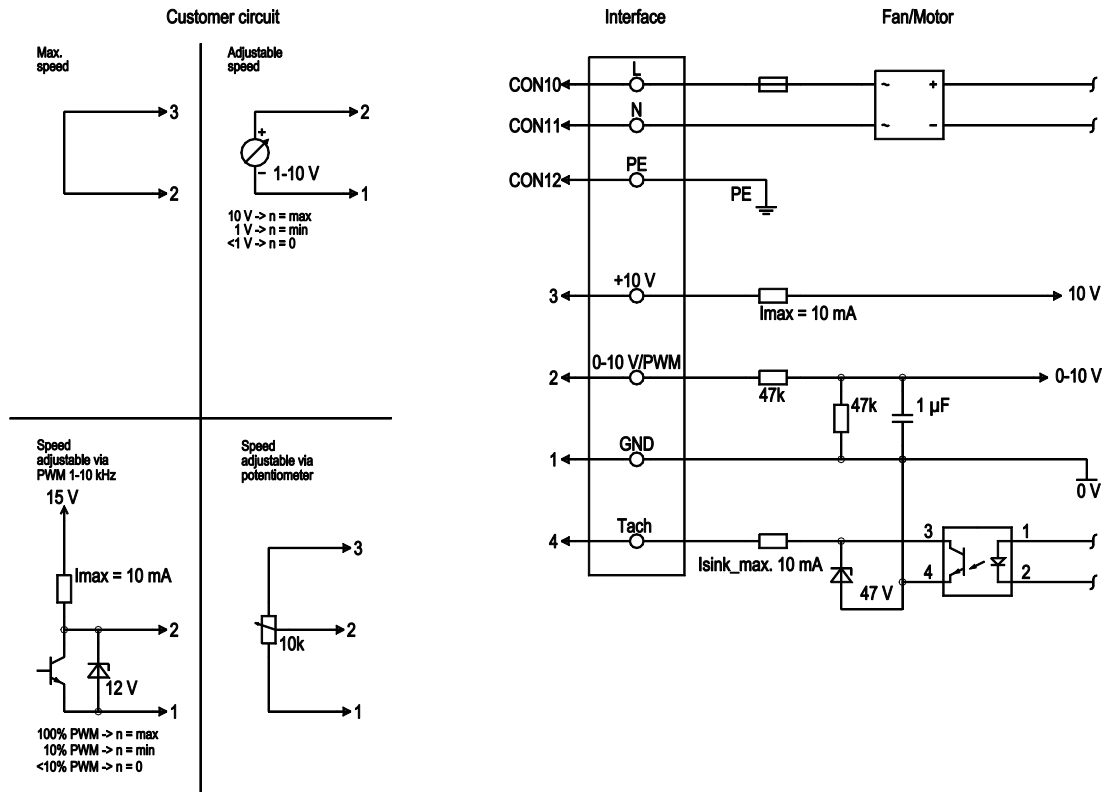 Customer circuit
Interface
Fan/Motor
Max.
speed
3
2
Adjustable
speed
2
+
−
1-10 V
1
10 V -> n = max
1 V -> n = min
<1 V -> n = 0
Speed
adjustable via
PWM 1-10 kHz
15 V
Imax = 10 mA
2
12 V
1
100% PWM -> n = max
10% PWM -> n = min
<10% PWM -> n = 0
Speed
adjustable via
potentiometer
3
2
10k
1
L
CON10
~ +
N
CON11
~ −
PE
CON12
PE
+10 V
3
10 V
Imax = 10 mA
0-10 V/PWM
2
0-10 V
47k
47k
1 µF
GND
1
0 V
Tach
4
3
1
Isink_max. 10 mA
4
2
47 V